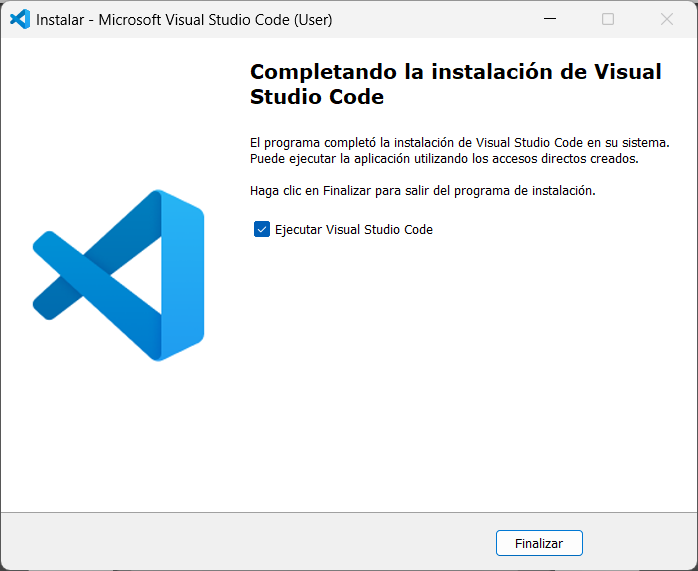 Instalar - Microsoft Visual Studio Code (User)
Completando la instalación de Visual
Studio Code
El programa completó la instalación de Visual Studio Code en su sistema.
Puede ejecutar la aplicación utilizando los accesos directos creados.
Haga clic en Finalizar para salir del programa de instalación.
Ejecutar Visual Studio Code
Finalizar